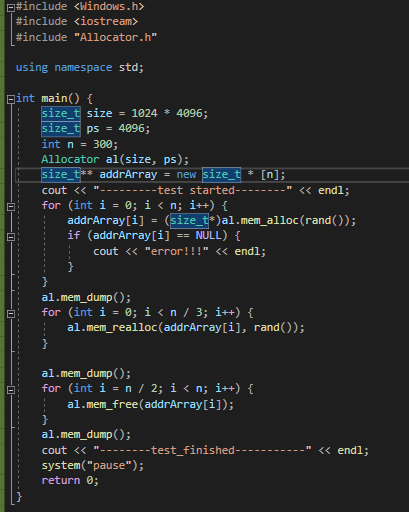 #include <Windows.h>
#include <iostream>
#include "Allocator.h"
using namespace std;
int main() {
size_t size = 1024 * 4096;
size_t ps = 4096;
int n = 300;
Allocator al(size, ps);
size_t** addrArray = new size_t * [n];
cout << "---------test started--------" << endl;
for (int i = 0; i < n; i++) {
addrArray[i] = (size_t*)al.mem_alloc(rand());
if (addrArray[i] == NULL) {
cout << "error!!!" << endl;
}
}
al.mem_dump();
for (int i = 0; i < n / 3; i++) {
al.mem_realloc(addrArray[i], rand());
}
al.mem_dump();
for (int i = n / 2; i < n; i++) {
al.mem_free(addrArray[i]);
}
al.mem_dump();
cout << "--------test_finished-----------" << endl;
system("pause");
return 0;
}